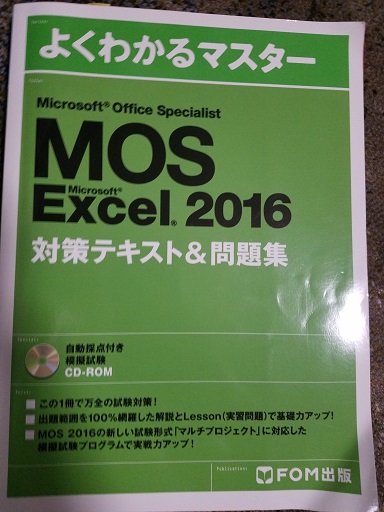 よくわかるマスター
Microsoft® Office Specialist
MOS
Microsoft®
Excel® 2016
対策テキスト&問題集
自動採点付き
模擬試験
CD-ROM
この1冊で万全の試験対策!
出題範囲を100%網羅した解説とLesson(実習問題)で基礎力アップ!
MOS 2016の新しい試験形式「マルチプロジェクト」に対応した
模擬試験プログラムで実戦力アップ!
Publication
FOM出版